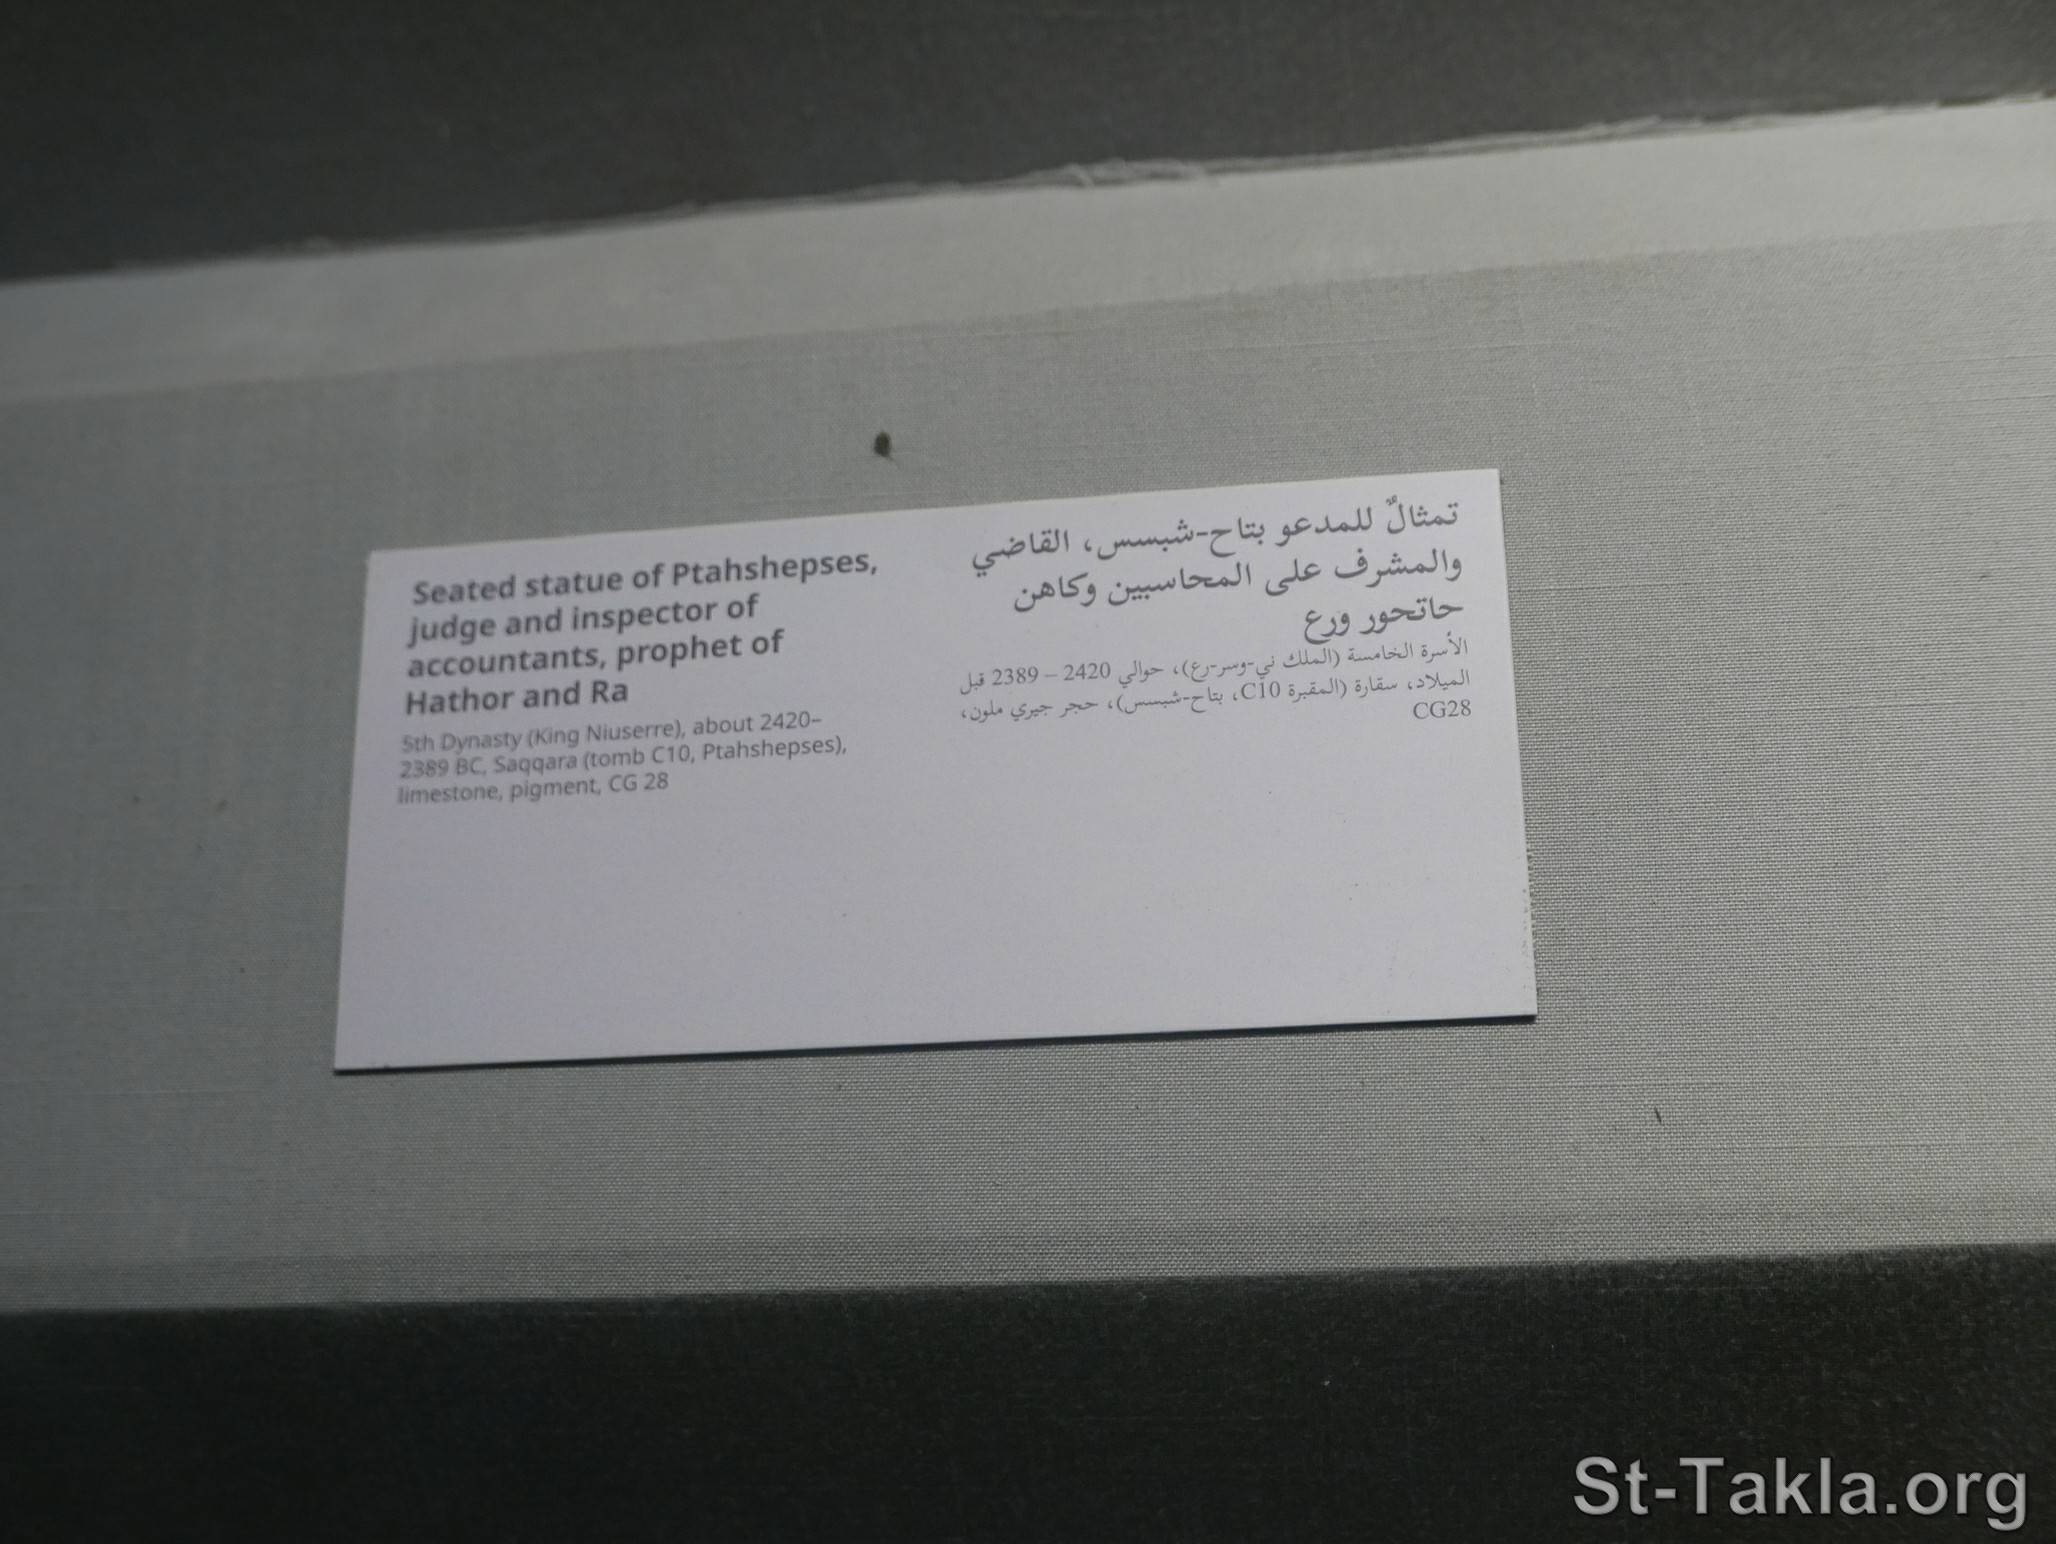 Seated statue of Ptahshepses,
judge and inspector of
accountants, prophet of
Hathor and Ra
5th Dynasty (King Niuserre), about 2420–
2389 BC, Saqqara (tomb C10, Ptahshepses),
limestone, pigment, CG 28
تمثالٌ للمدعو بتاح-شبسس، القاضي
والمشرف على المحاسبين وكاهن
حاتحور ورع
الأسرة الخامسة (الملك ني-وسر-رع)، حوالي 2420 – 2389 قبل
الميلاد، سقارة (المقبرة C10، بتاح-شبسس)، حجر جيري ملون،
CG28
St-Takla.org